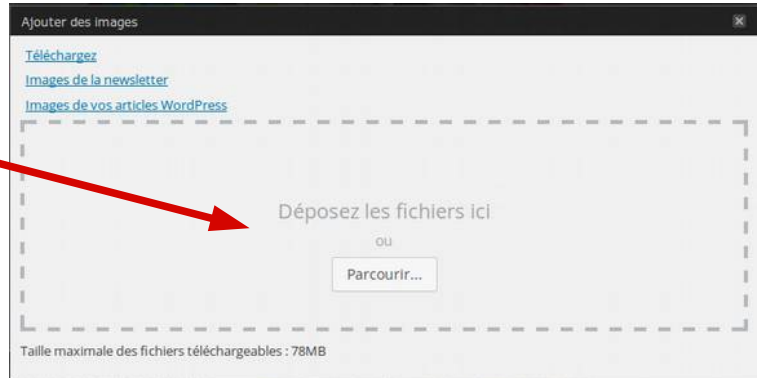 Ajouter des images
Téléchargez
Images de la newsletter
Images de vos articles WordPress
Déposez les fichiers ici
ou
Parcourir...
Taille maximale des fichiers téléchargeables : 78MB